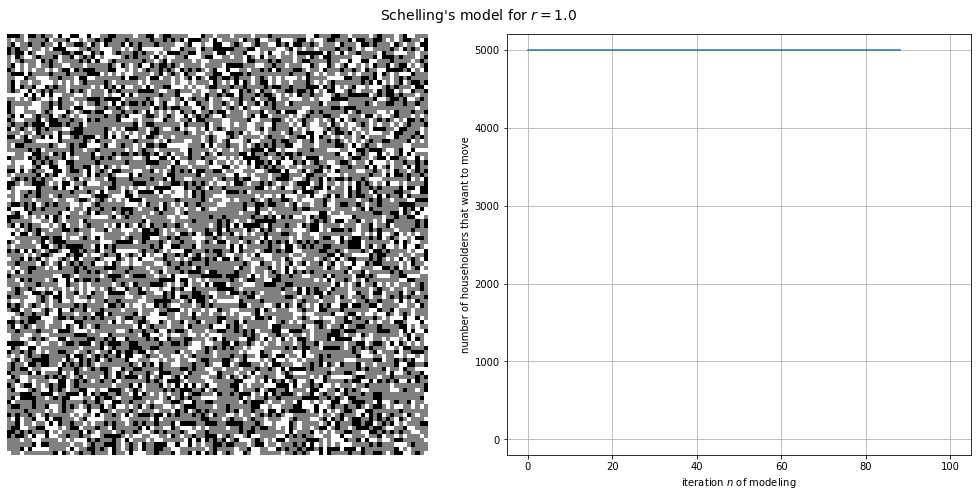 Schelling's model for r = 1.0
number of householders that want to move
5000
4000
3000
2000
1000
0
0 20 40 60 80 100
iteration n of modeling